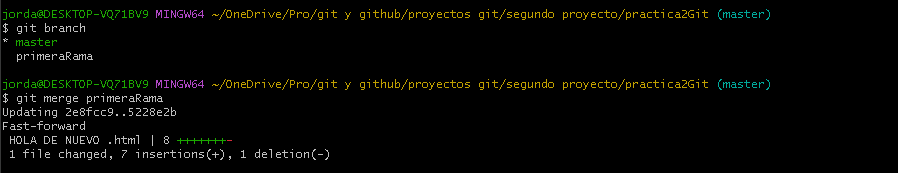 jorda@DESKTOP-VQ71BV9 MINGW64 ~/OneDrive/Pro/git y github/proyectos git/segundo proyecto/practica2Git (master)
$ git branch
* master
  primeraRama
jorda@DESKTOP-VQ71BV9 MINGW64 ~/OneDrive/Pro/git y github/proyectos git/segundo proyecto/practica2Git (master)
$ git merge primeraRama
Updating 2e8fcc9..5228e2b
Fast-forward
 HOLA DE NUEVO .html | 8 +++++++-
 1 file changed, 7 insertions(+), 1 deletion(-)